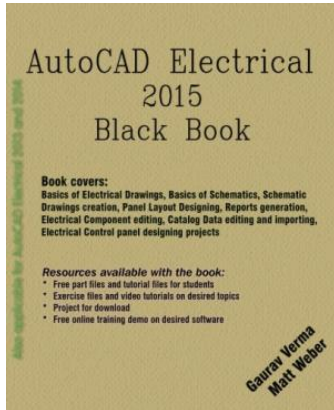 AutoCAD Electrical
2015
Black Book
Book covers:
Basics of Electrical Drawings, Basics of Schematics, Schematic
Drawings creation, Panel Layout Designing, Reports generation,
Electrical Component editing, Catalog Data editing and importing,
Electrical Control panel designing projects
Resources available with the book:
* Free part files and tutorial files for students
* Exercise files and video tutorials on desired topics
* Project for download
* Free online training demo on desired software
Also applicable for AutoCAD Electrical 2013 and 2014
Gaurav Verma
Matt Weber